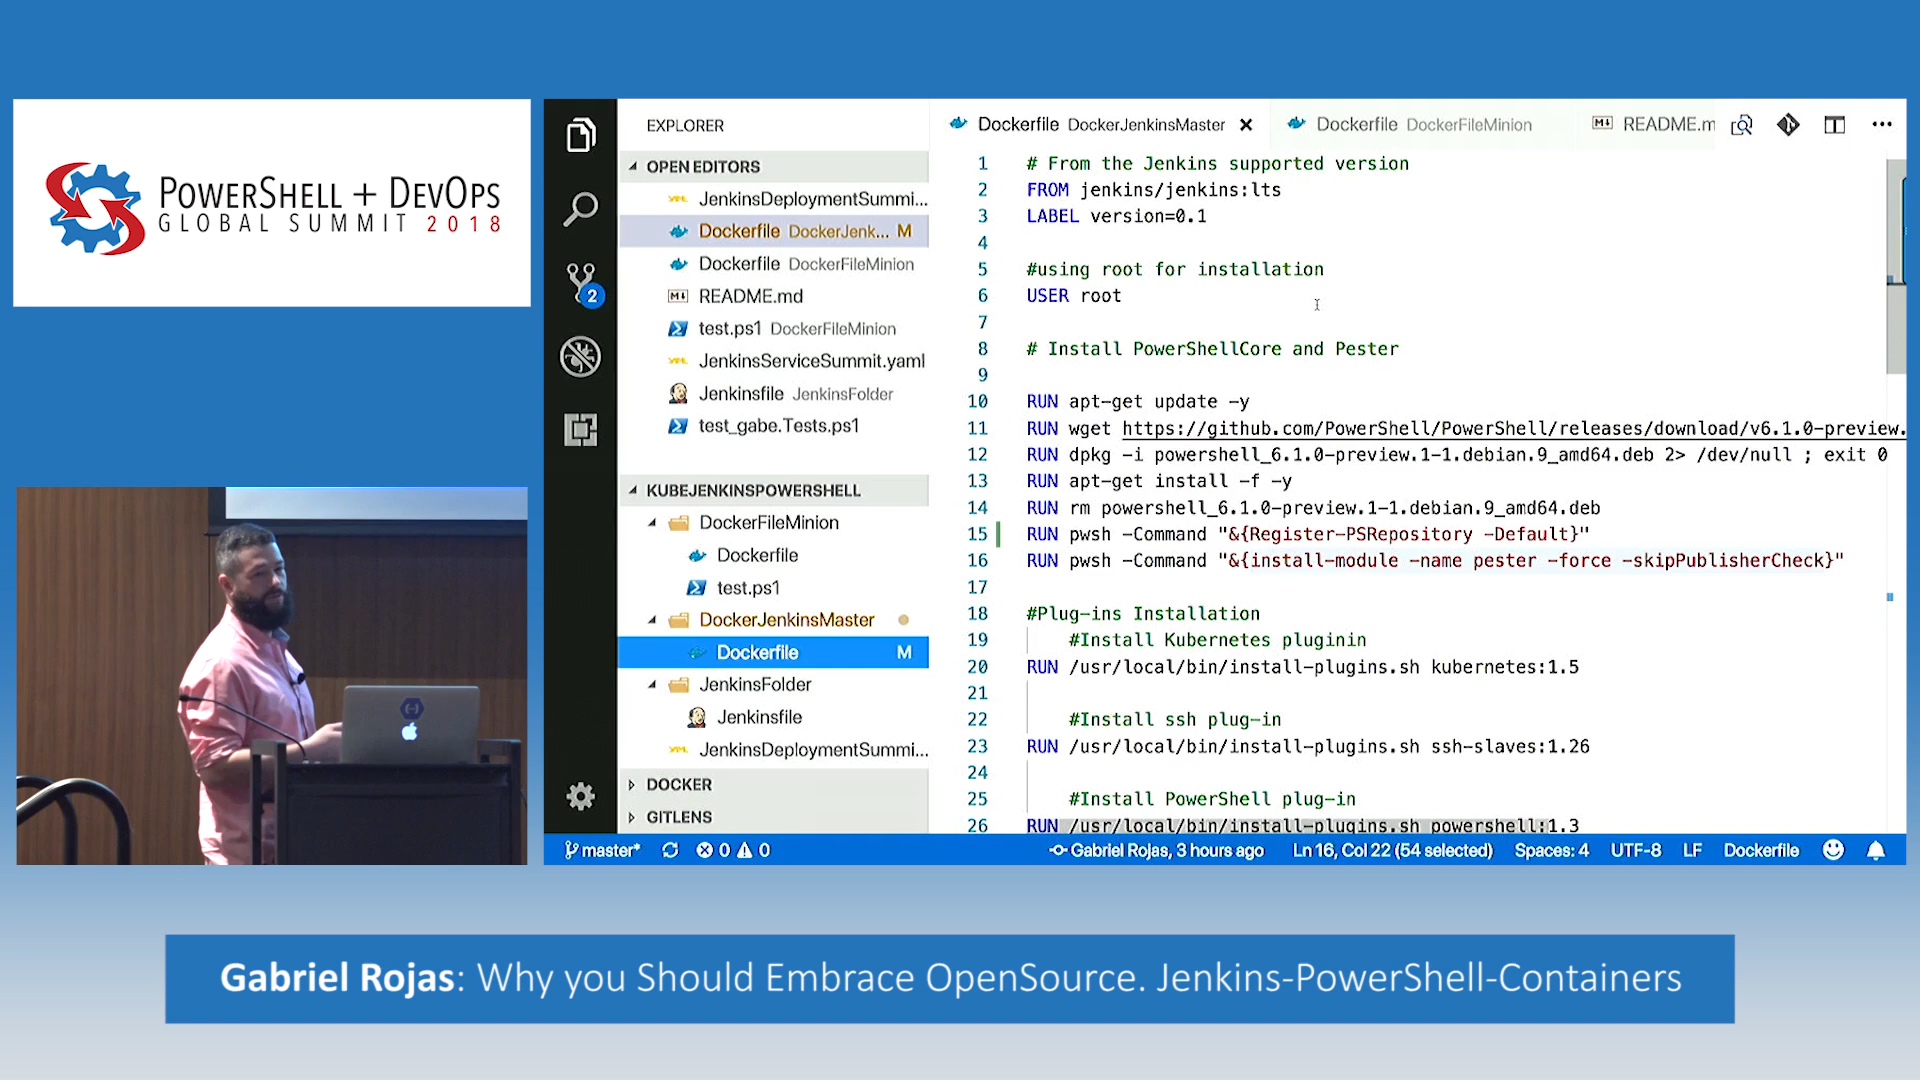 POWERSHELL + DEVOPS
GLOBAL SUMMIT 2018
EXPLORER
OPEN EDITORS
JenkinsDeploymentSummi...
Dockerfile DockerJenk... M
Dockerfile DockerFileMinion
README.md
test.ps1 DockerFileMinion
JenkinsServiceSummit.yaml
Jenkinsfile JenkinsFolder
test_gabe.Tests.ps1
2
KUBEJENKINSPOWERSHELL
DockerFileMinion
Dockerfile
test.ps1
DockerJenkinsMaster
Dockerfile M
JenkinsFolder
Jenkinsfile
JenkinsDeploymentSummi...
DOCKER
GITLENS
Dockerfile DockerJenkinsMaster Dockerfile DockerFileMinion README.m
1 # From the Jenkins supported version
2 FROM jenkins/jenkins:lts
3 LABEL version=0.1
4
5 #using root for installation
6 USER root
7
8 # Install PowerShellCore and Pester
9
10 RUN apt-get update -y
11 RUN wget https://github.com/PowerShell/PowerShell/releases/download/v6.1.0-preview.
12 RUN dpkg -i powershell_6.1.0-preview.1-1.debian.9_amd64.deb 2> /dev/null ; exit 0
13 RUN apt-get install -f -y
14 RUN rm powershell_6.1.0-preview.1-1.debian.9_amd64.deb
15 RUN pwsh -Command "&{Register-PSRepository -Default}"
16 RUN pwsh -Command "&{install-module -name pester -force -skipPublisherCheck}"
17
18 #Plug-ins Installation
19 #Install Kubernetes pluginin
20 RUN /usr/local/bin/install-plugins.sh kubernetes:1.5
21
22 #Install ssh plug-in
23 RUN /usr/local/bin/install-plugins.sh ssh-slaves:1.26
24
25 #Install PowerShell plug-in
26 RUN /usr/local/bin/install-plugins.sh powershell:1.3
master* 0 0 Gabriel Rojas, 3 hours ago Ln 16, Col 22 (54 selected) Spaces: 4 UTF-8 LF Dockerfile
Gabriel Rojas: Why you Should Embrace OpenSource. Jenkins-PowerShell-Containers